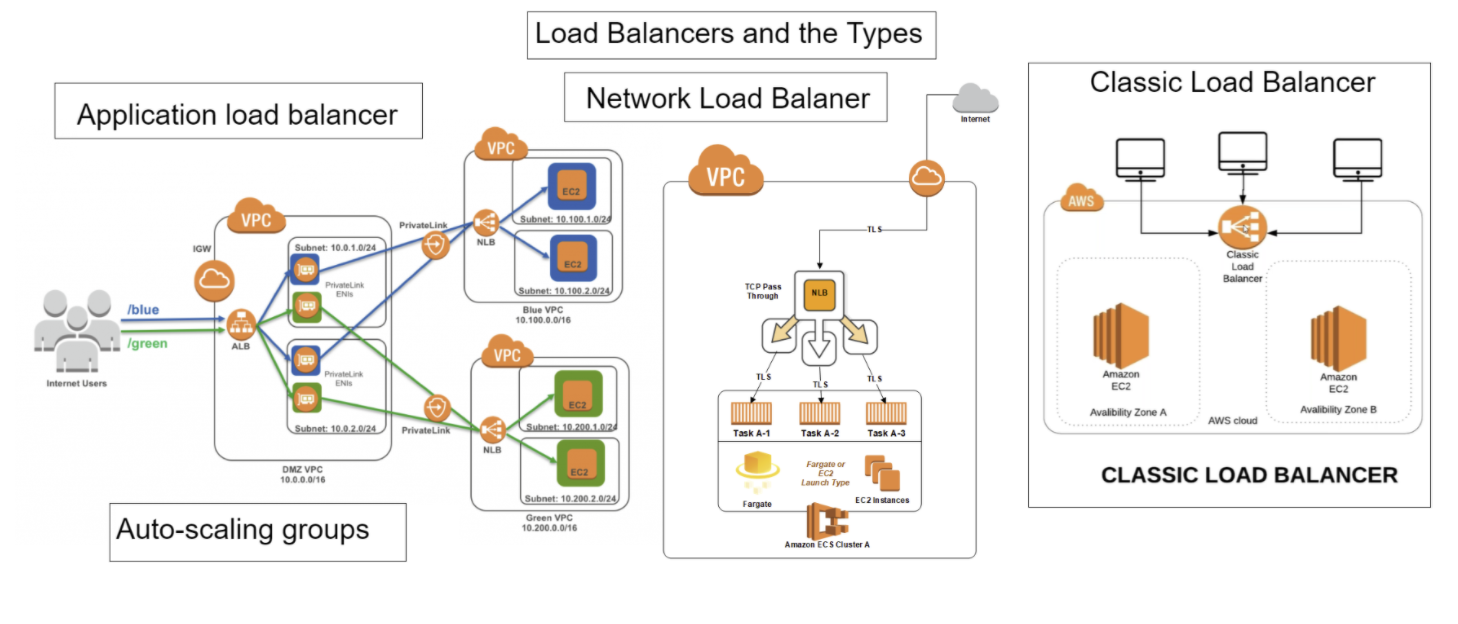 Load Balancers and the Types
Application load balancer
Network Load Balaner
Classic Load Balancer
VPC
IGW
Subnet: 10.0.1.0/24
PrivateLink
ENIs
/blue
/green
ALB
Internet Users
PrivateLink
ENIs
Subnet: 10.0.2.0/24
DMZ VPC
10.0.0.0/16
PrivateLink
PrivateLink
VPC
EC2
Subnet: 10.100.1.0/24
NLB
EC2
Subnet: 10.100.2.0/24
Blue VPC
10.100.0.0/16
VPC
EC2
Subnet: 10.200.1.0/24
NLB
EC2
Subnet: 10.200.2.0/24
Green VPC
10.200.0.0/16
Auto-scaling groups
Internet
VPC
TLS
TCP Pass
Through
NLB
TLS
TLS
TLS
Task A-1
Task A-2
Task A-3
Fargate or
EC2
Launch Type
Fargate
EC2 Instances
Amazon ECS Cluster A
AWS
Classic
Load
Balancer
Amazon
EC2
Avalibility Zone A
Amazon
EC2
Avalibility Zone B
AWS cloud
CLASSIC LOAD BALANCER